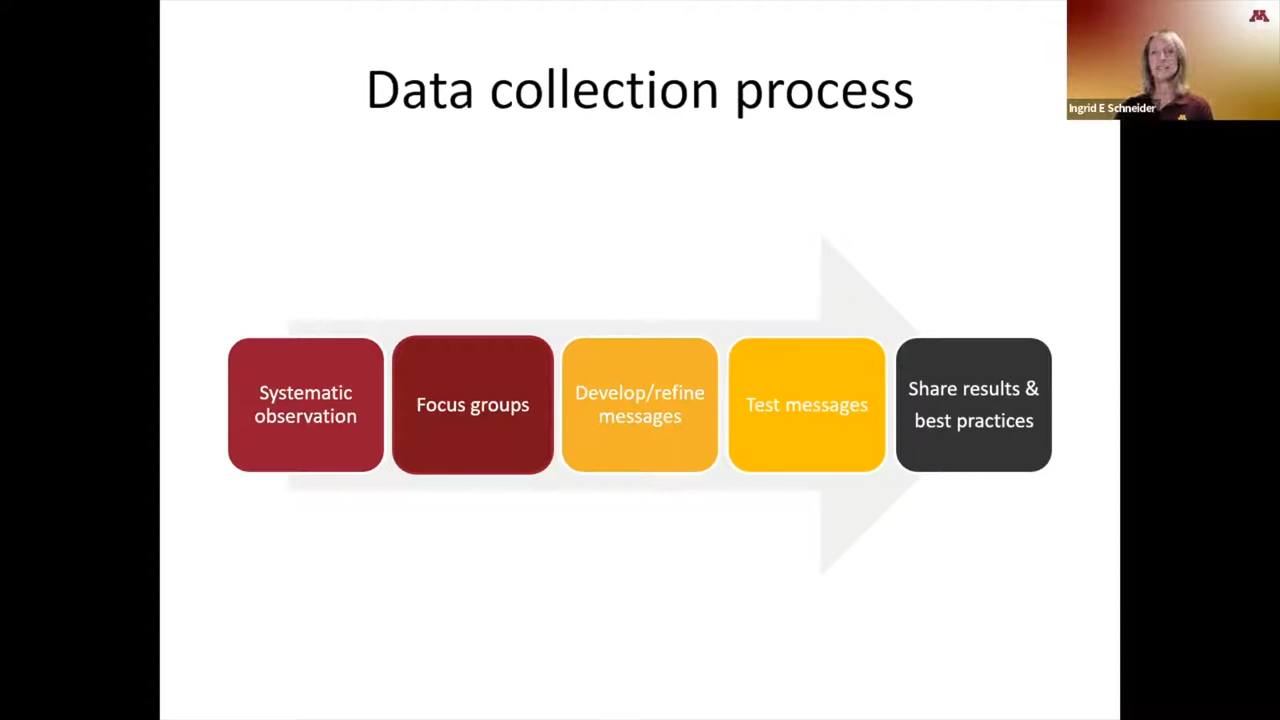 Data collection process
Ingrid E Schneider
Systematic
observation
Focus groups
Develop/refine
messages
Test messages
Share results &
best practices